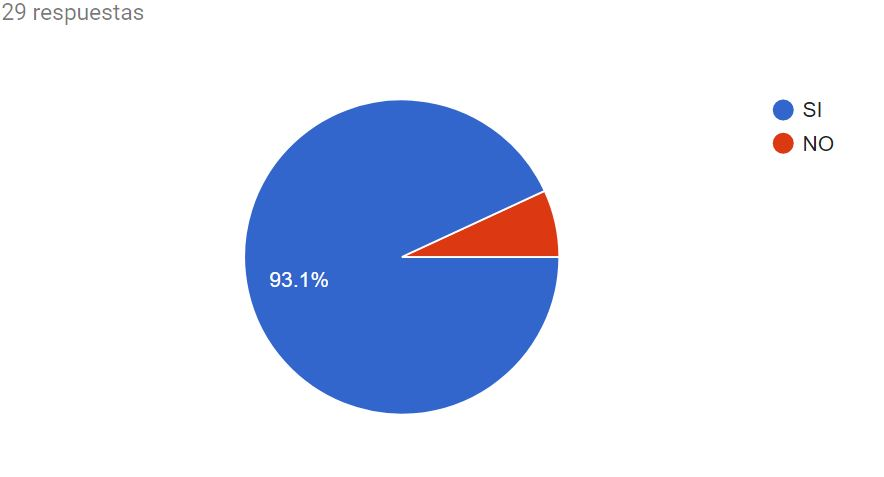 29 respuestas
SI
NO
93.1%